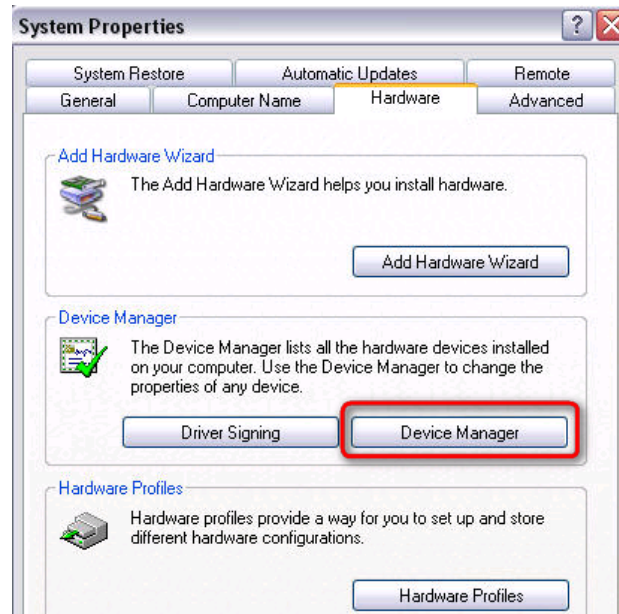 System Properties
System Restore Automatic Updates Remote
General Computer Name Hardware Advanced
Add Hardware Wizard
The Add Hardware Wizard helps you install hardware.
Add Hardware Wizard
Device Manager
The Device Manager lists all the hardware devices installed
on your computer. Use the Device Manager to change the
properties of any device.
Driver Signing Device Manager
Hardware Profiles
Hardware profiles provide a way for you to set up and store
different hardware configurations.
Hardware Profiles